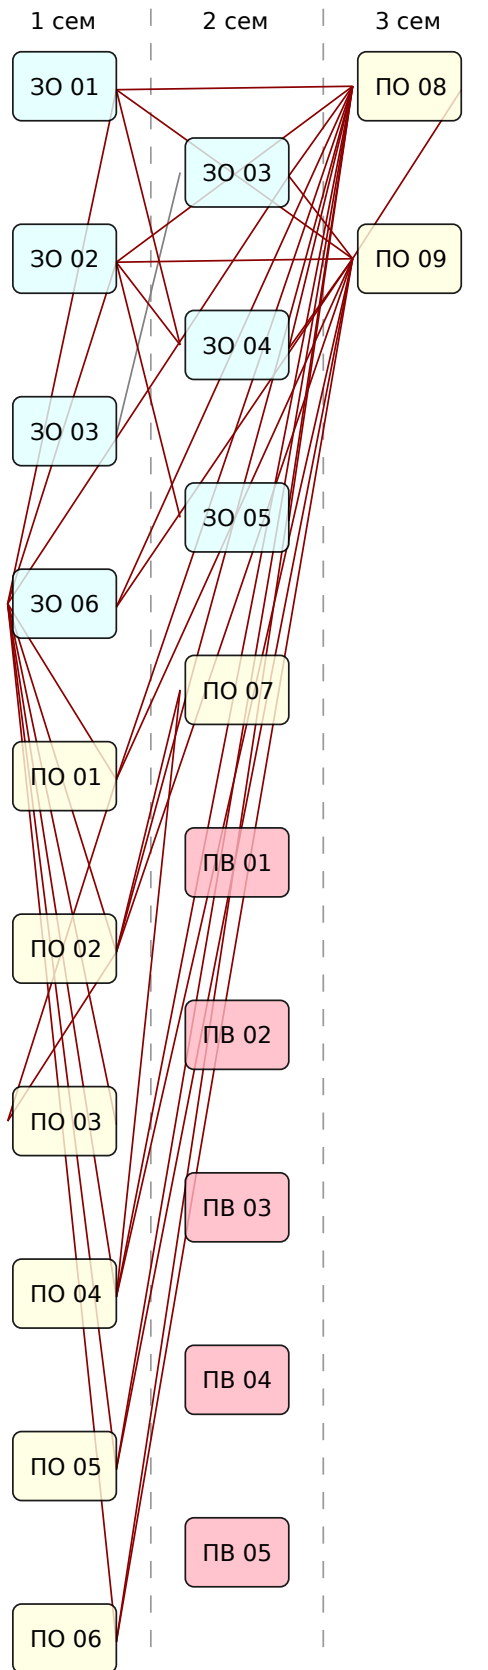 1 сем 2 сем 3 сем
ЗО 01 ПО 08
ЗО 03
ЗО 02 ПО 09
ЗО 04
ЗО 03
ЗО 05
ЗО 06
ПО 07
ПО 01
ПВ 01
ПО 02
ПВ 02
ПО 03
ПВ 03
ПО 04
ПВ 04
ПО 05
ПВ 05
ПО 06